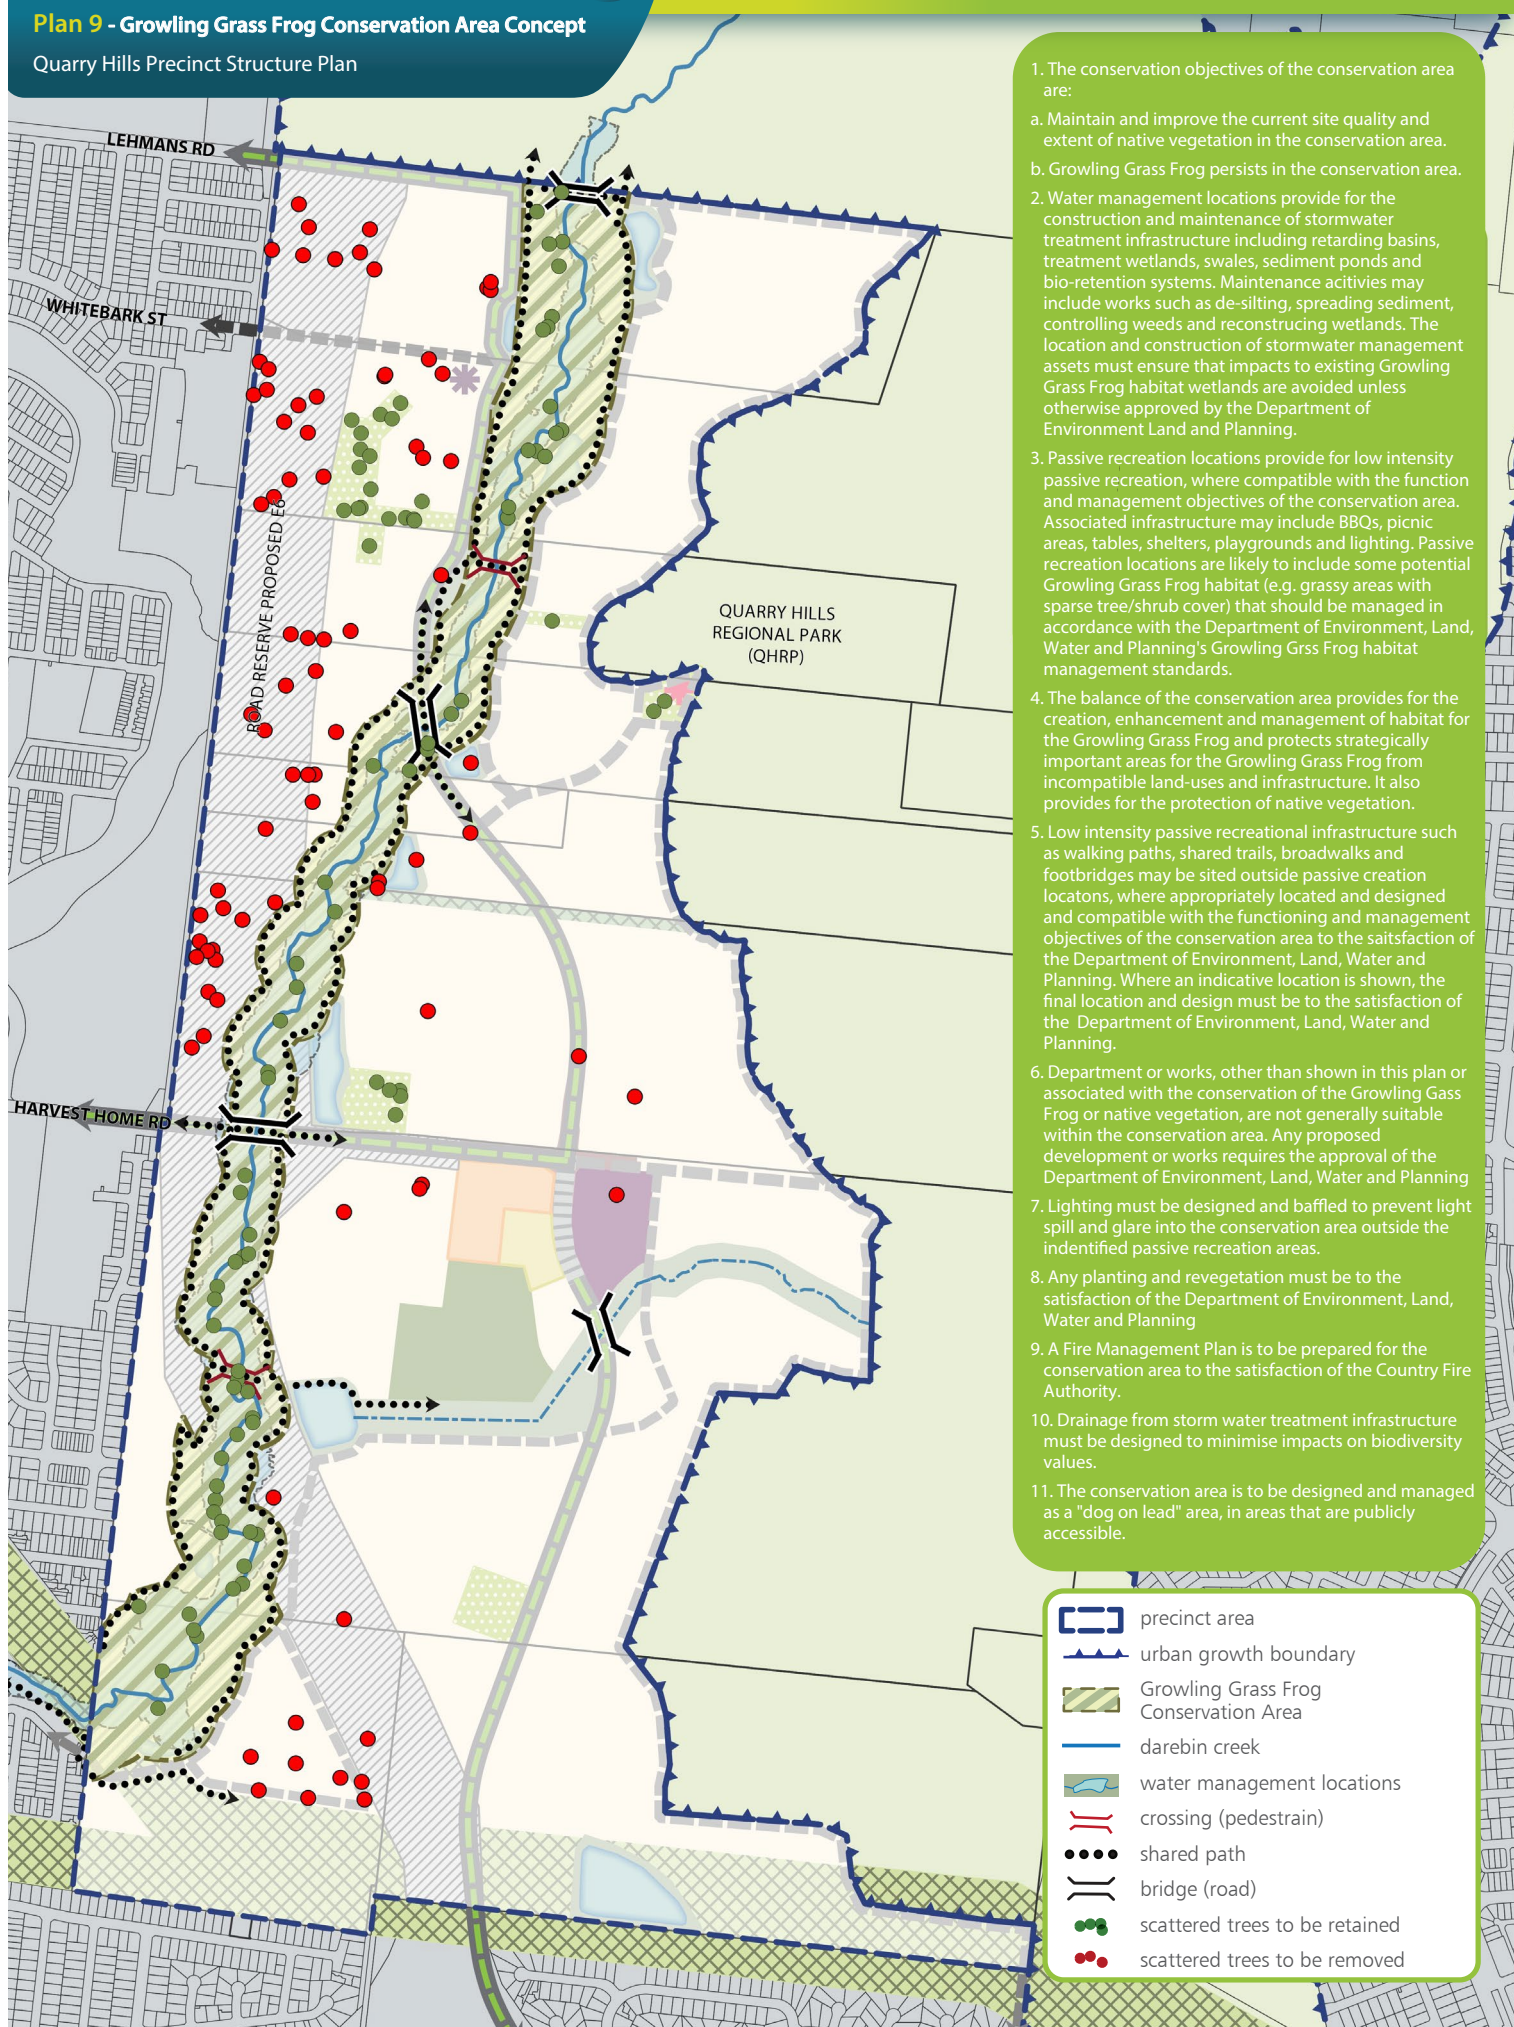 Plan 9 - Growling Grass Frog Conservation Area Concept
Quarry Hills Precinct Structure Plan
LEHMANS RD
WHITEBARK ST
ROAD RESERVE PROPOSED E6
QUARRY HILLS
REGIONAL PARK
(QHRP)
HARVEST HOME RD
1. The conservation objectives of the conservation area
are:
a. Maintain and improve the current site quality and
extent of native vegetation in the conservation area.
b. Growling Grass Frog persists in the conservation area.
2. Water management locations provide for the
construction and maintenance of stormwater
treatment infrastructure including retarding basins,
treatment wetlands, swales, sediment ponds and
bio-retention systems. Maintenance acitivies may
include works such as de-silting, spreading sediment,
controlling weeds and reconstrucing wetlands. The
location and construction of stormwater management
assets must ensure that impacts to existing Growling
Grass Frog habitat wetlands are avoided unless
otherwise approved by the Department of
Environment Land and Planning.
3. Passive recreation locations provide for low intensity
passive recreation, where compatible with the function
and management objectives of the conservation area.
Associated infrastructure may include BBQs, picnic
areas, tables, shelters, playgrounds and lighting. Passive
recreation locations are likely to include some potential
Growling Grass Frog habitat (e.g. grassy areas with
sparse tree/shrub cover) that should be managed in
accordance with the Department of Environment, Land,
Water and Planning's Growling Grss Frog habitat
management standards.
4. The balance of the conservation area provides for the
creation, enhancement and management of habitat for
the Growling Grass Frog and protects strategically
important areas for the Growling Grass Frog from
incompatible land-uses and infrastructure. It also
provides for the protection of native vegetation.
5. Low intensity passive recreational infrastructure such
as walking paths, shared trails, broadwalks and
footbridges may be sited outside passive creation
locatons, where appropriately located and designed
and compatible with the functioning and management
objectives of the conservation area to the saitsfaction of
the Department of Environment, Land, Water and
Planning. Where an indicative location is shown, the
final location and design must be to the satisfaction of
the Department of Environment, Land, Water and
Planning.
6. Department or works, other than shown in this plan or
associated with the conservation of the Growling Gass
Frog or native vegetation, are not generally suitable
within the conservation area. Any proposed
development or works requires the approval of the
Department of Environment, Land, Water and Planning
7. Lighting must be designed and baffled to prevent light
spill and glare into the conservation area outside the
indentified passive recreation areas.
8. Any planting and revegetation must be to the
satisfaction of the Department of Environment, Land,
Water and Planning
9. A Fire Management Plan is to be prepared for the
conservation area to the satisfaction of the Country Fire
Authority.
10. Drainage from storm water treatment infrastructure
must be designed to minimise impacts on biodiversity
values.
11. The conservation area is to be designed and managed
as a "dog on lead" area, in areas that are publicly
accessible.
precinct area
urban growth boundary
Growling Grass Frog
Conservation Area
darebin creek
water management locations
crossing (pedestrain)
shared path
bridge (road)
scattered trees to be retained
scattered trees to be removed